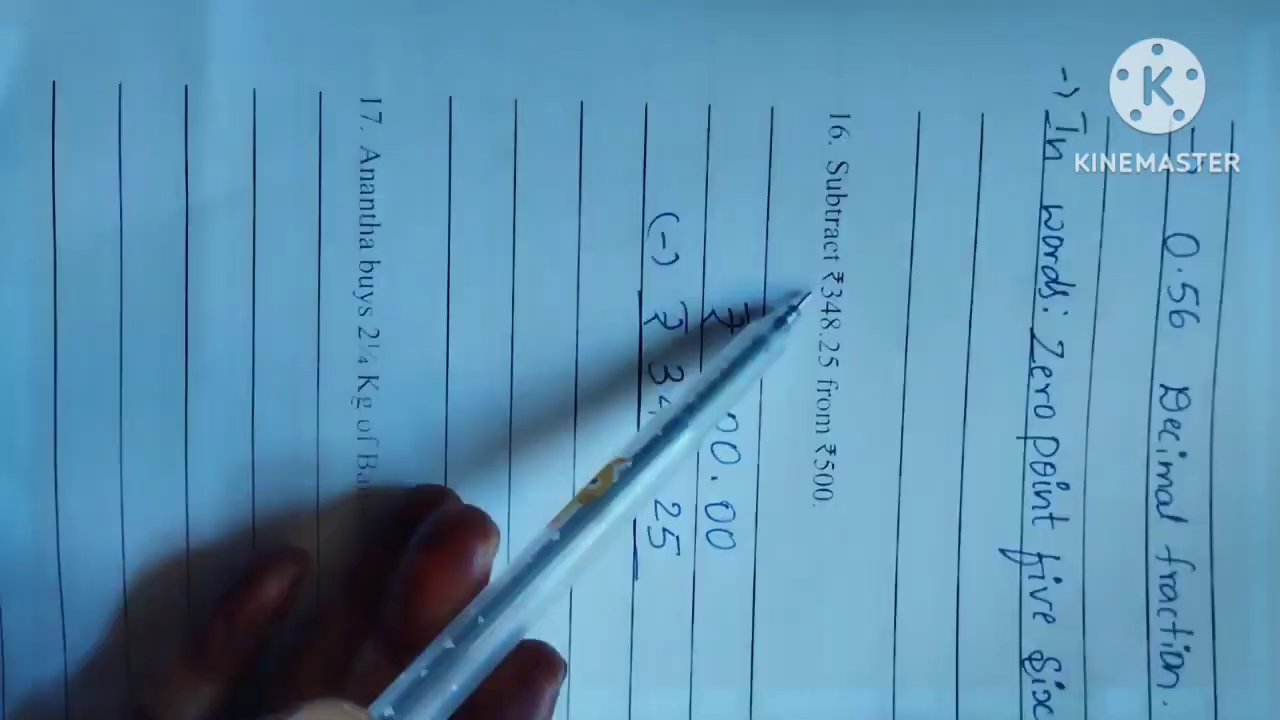 KINEMASTER
0.56 Decimal fraction.
-> In words: Zero point five six
16. Subtract ₹348.25 from ₹500.
00.00
(-) ₹ 34 25
17. Anantha buys 2¼ Kg of